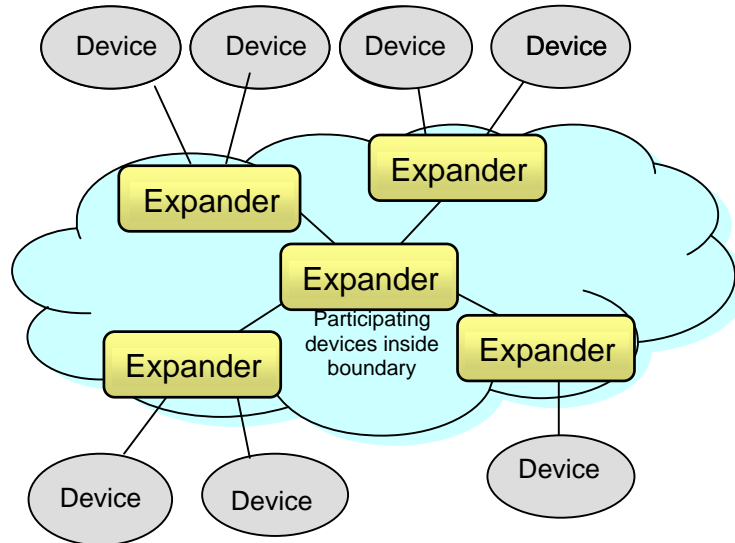 Device
Device
Device
Device
Expander
Expander
Expander
Participating
devices inside
boundary
Expander
Expander
Device
Device
Device